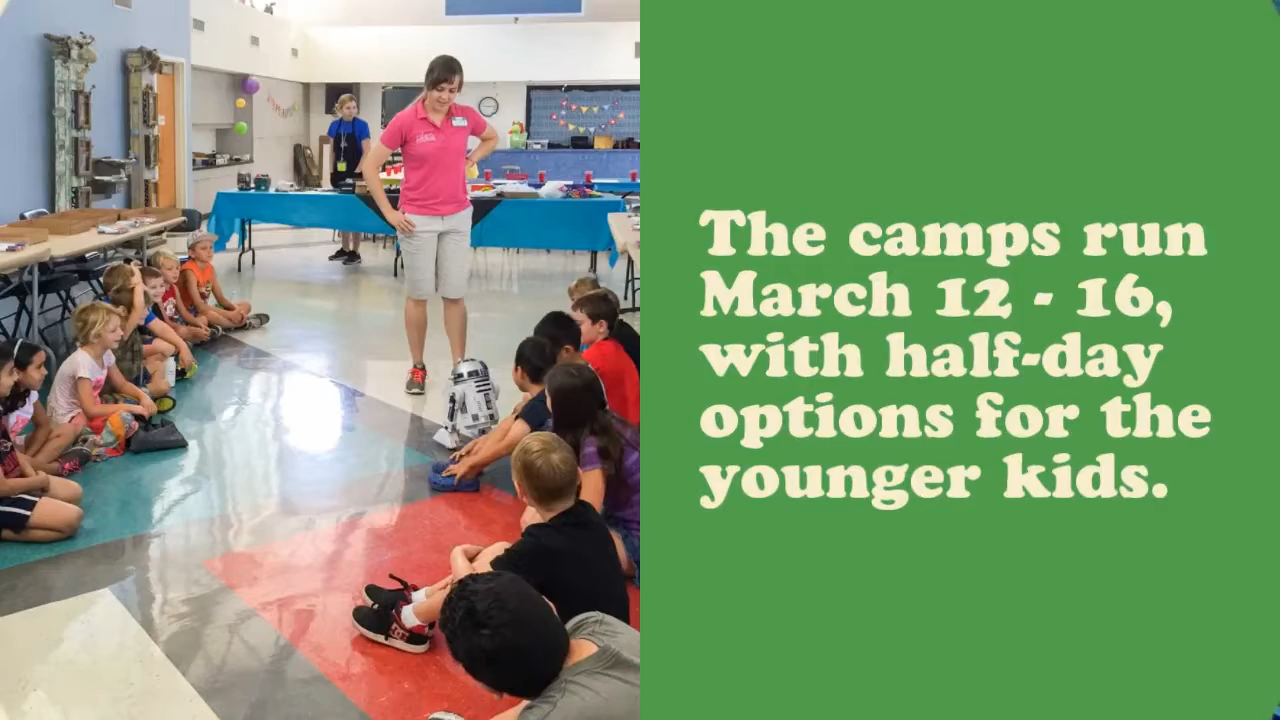 The camps run
March 12 - 16,
with half-day
options for the
younger kids.